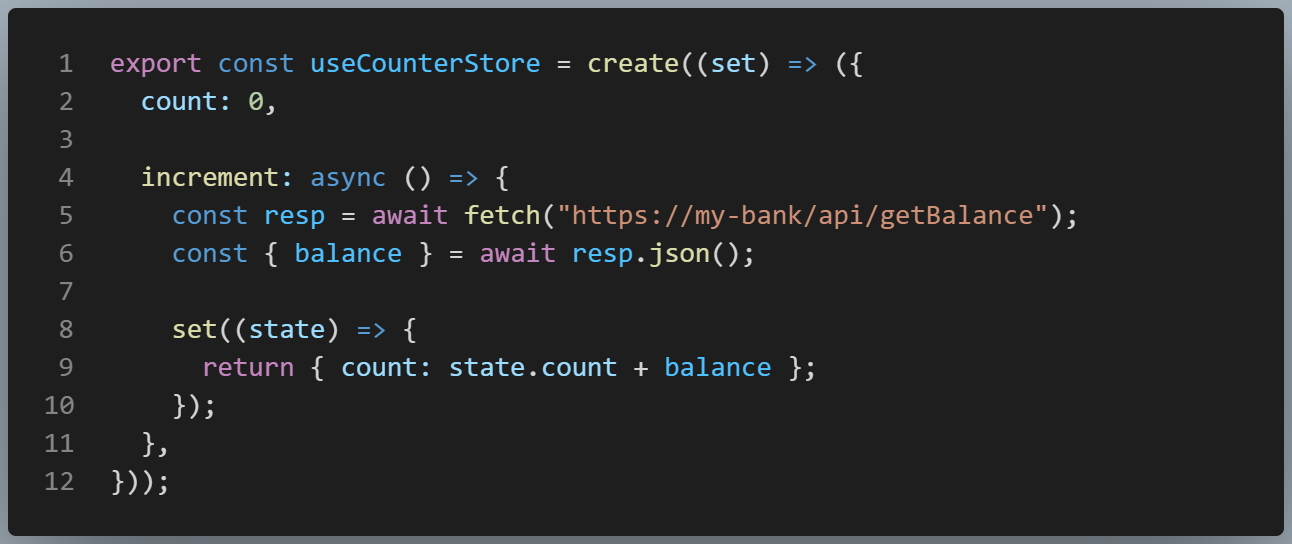 1 export const useCounterStore = create((set) => ({
2   count: 0,
3
4   increment: async () => {
5     const resp = await fetch("https://my-bank/api/getBalance");
6     const { balance } = await resp.json();
7
8     set((state) => {
9       return { count: state.count + balance };
10     });
11   },
12 }));